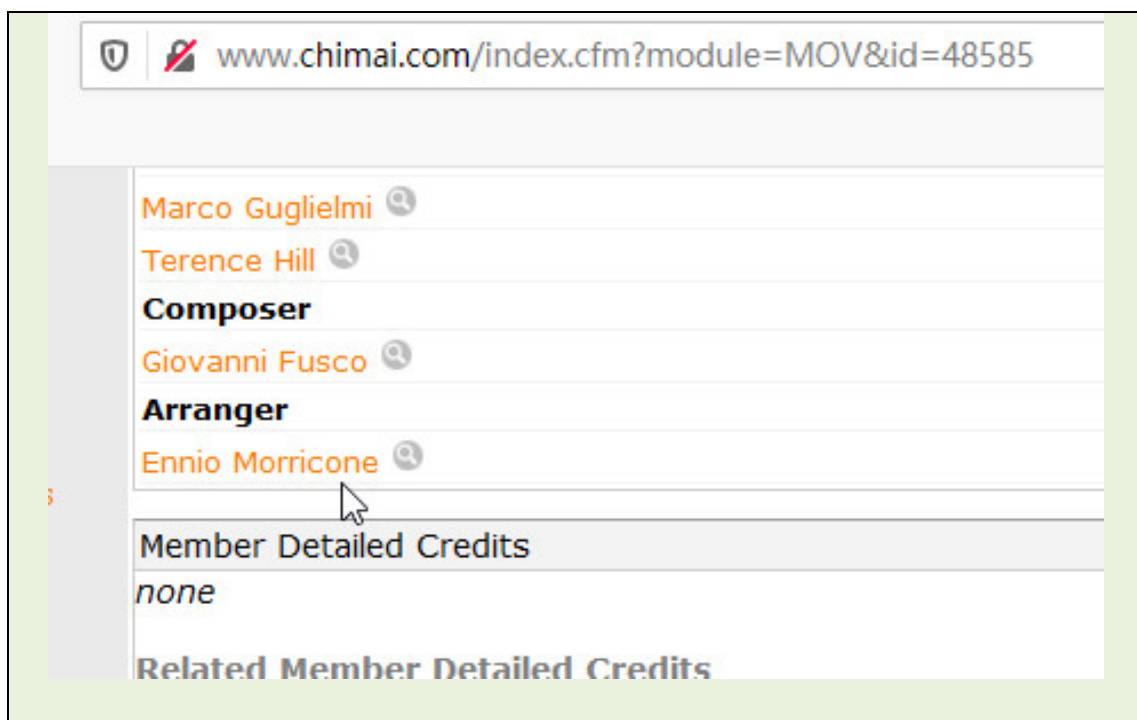 www.chimai.com/index.cfm?module=MOV&id=48585
Marco Guglielmi
Terence Hill
Composer
Giovanni Fusco
Arranger
Ennio Morricone
s
Member Detailed Credits
none
Related Member Detailed Credits